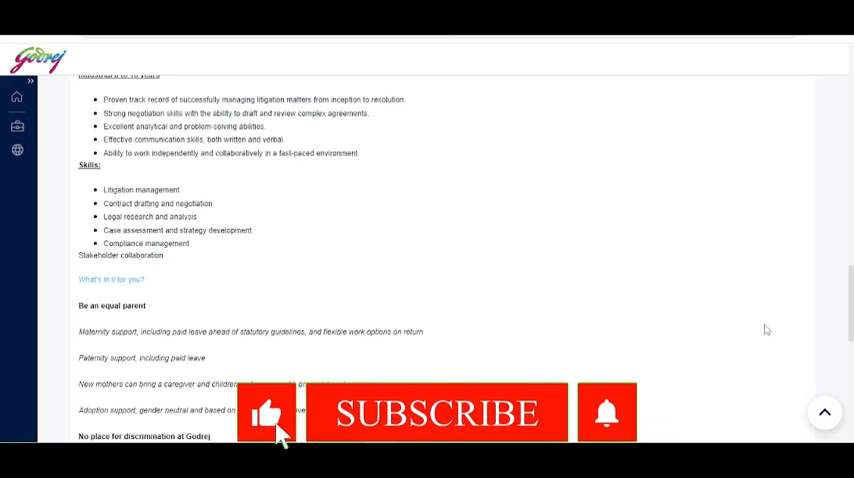 Godrej
to 10 years
Proven track record of successfully managing litigation matters from inception to resolution.
Strong negotiation skills with the ability to draft and review complex agreements.
Excellent analytical and problem-solving abilities.
Effective communication skills, both written and verbal.
Ability to work independently and collaboratively in a fast-paced environment.
Skills:
Litigation management
Contract drafting and negotiation
Legal research and analysis
Case assessment and strategy development
Compliance management
Stakeholder collaboration
What's in it for you?
Be an equal parent
Maternity support, including paid leave ahead of statutory guidelines, and flexible work options on return
Paternity support, including paid leave
New mothers can bring a caregiver and children
Adoption support; gender neutral and based on
SUBSCRIBE
No place for discrimination at Godrej